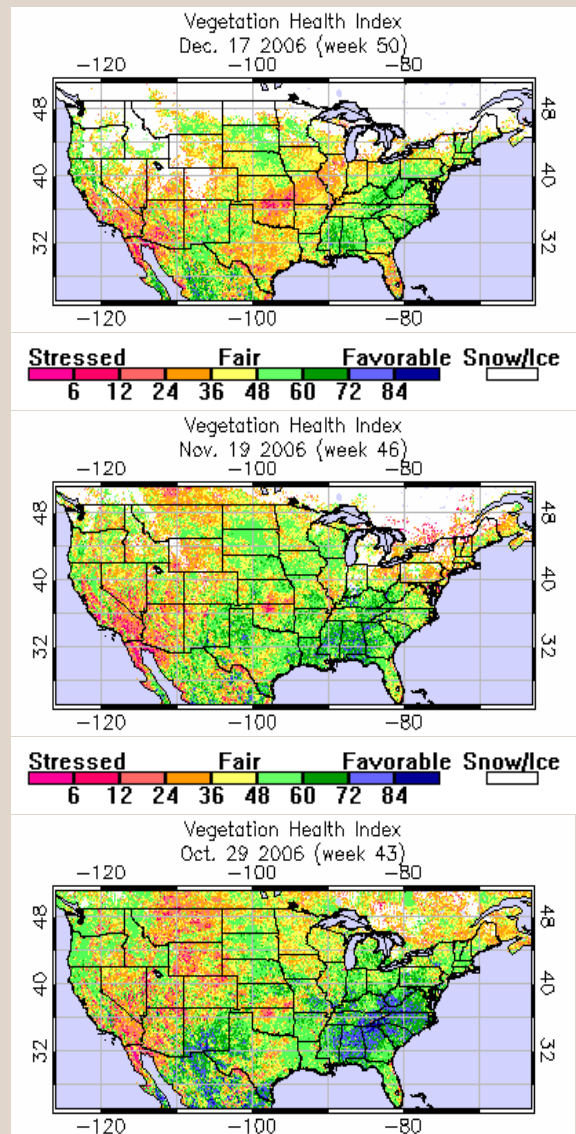 Vegetation Health Index
Dec. 17 2006 (week 50)
−120 −100 −80
48 48
40 40
32 32
−120 −100 −80
Stressed Fair Favorable Snow/Ice
6 12 24 36 48 60 72 84
Vegetation Health Index
Nov. 19 2006 (week 46)
−120 −100 −80
48 48
40 40
32 32
−120 −100 −80
Stressed Fair Favorable Snow/Ice
6 12 24 36 48 60 72 84
Vegetation Health Index
Oct. 29 2006 (week 43)
−120 −100 −80
48 48
40 40
32 32
−120 −100 −80